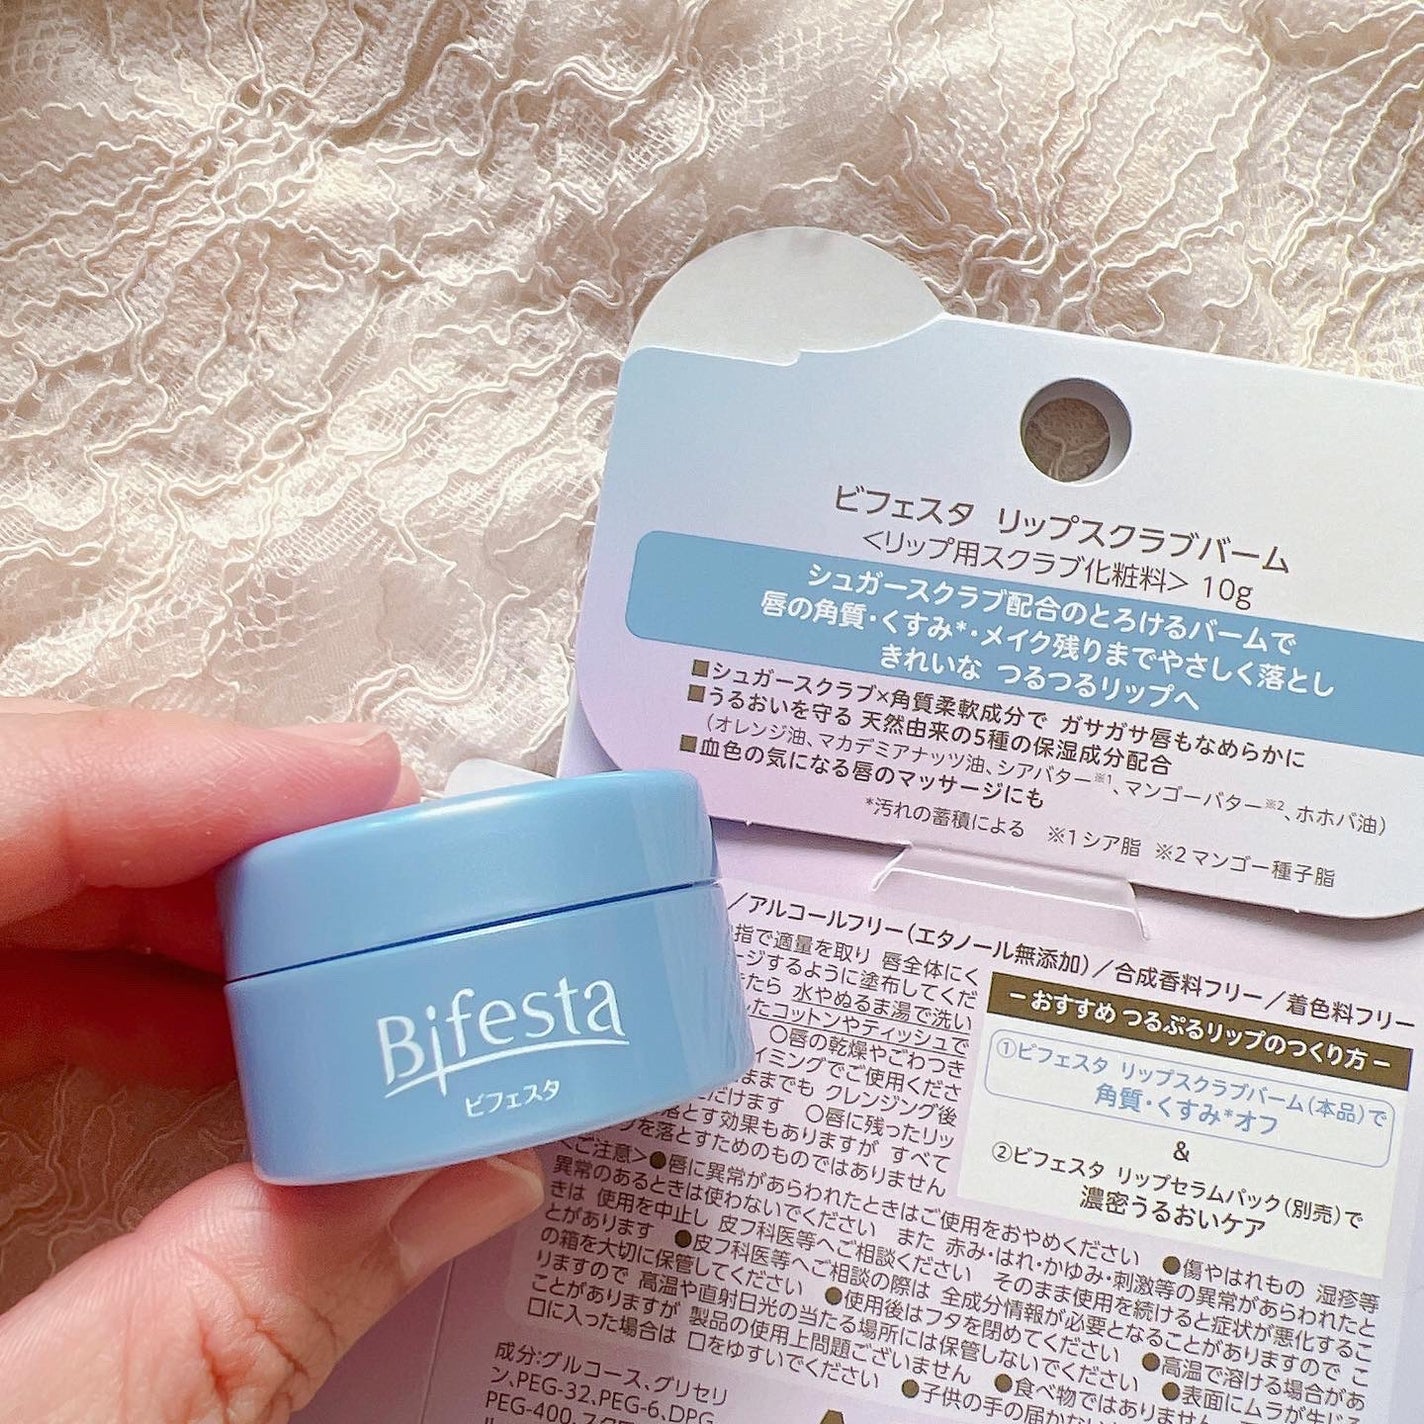 ビフェスタ リップスクラブバーム
<リップ用スクラブ化粧料> 10g
シュガースクラブ配合のとろけるバームで
唇の角質・くすみ*・メイク残りまでやさしく落とし
きれいな つるつるリップへ
■シュガースクラブ×角質柔軟成分で ガサガサ唇もなめらかに
■うるおいを守る 天然由来の5種の保湿成分配合
(オレンジ油、マカデミアナッツ油、シアバター※1、マンゴーバター※2、ホホバ油)
■血色の気になる唇のマッサージにも
*汚れの蓄積による ※1 シア脂 ※2 マンゴー種子脂
Bifesta
ビフェスタ
/アルコールフリー(エタノール無添加)/合成香料フリー/着色料フリー
指で適量を取り 唇全体にく
ージするように塗布してくだ
きたら 水やぬるま湯で洗い
したコットンやティッシュで
○唇の乾燥やごわつき
イミングでご使用くださ
ままでも クレンジング後
ただけます ○唇に残ったリッ
落とす効果もありますが すべて
ジを落とすためのものではありません
ー おすすめ つるぷるリップのつくり方 ー
①ビフェスタ リップスクラブバーム(本品)で
角質・くすみ*オフ
&
②ビフェスタ リップセラムパック(別売)で
濃密うるおいケア
<ご注意>●唇に異常があらわれたときはご使用をおやめください ●傷やはれもの 湿疹等
異常のあるときは使わないでください また 赤み・はれ・かゆみ・刺激等の異常があらわれたと
きは 使用を中止し 皮フ科医等へご相談ください そのまま使用を続けると症状が悪化するこ
とがあります ●皮フ科医等へご相談の際は 全成分情報が必要となることがありますので こ
の箱を大切に保管してください ●使用後はフタを閉めてください ●高温で溶ける場合があ
りますので 高温や直射日光の当たる場所には保管しないでください ●表面にムラが生い
ことがありますが 製品の使用上問題ございません ●食べ物ではありません
口に入った場合は 口をゆすいでください ●子供の手の届かない
成分:グルコース、グリセリ
ン、PEG-32、PEG-6、DPG、
PEG-400、スク